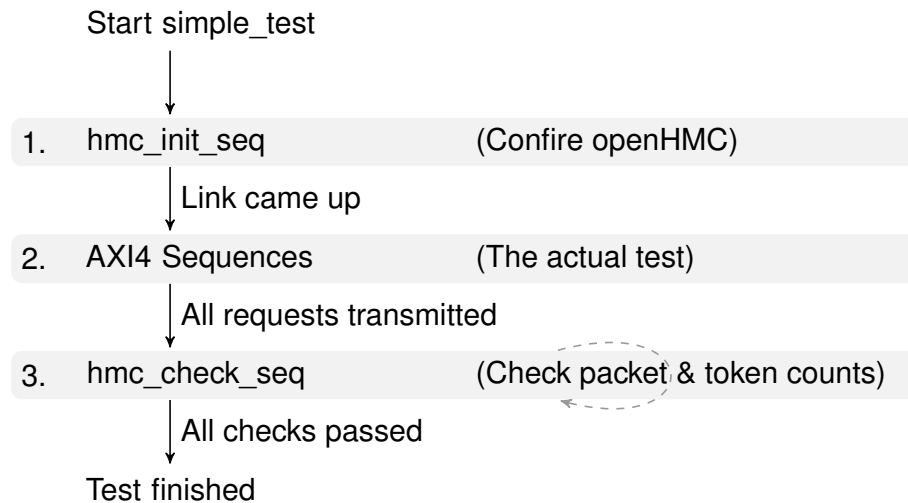 Start simple_test
1. hmc_init_seq (Confire openHMC)
Link came up
2. AXI4 Sequences (The actual test)
All requests transmitted
3. hmc_check_seq (Check packet & token counts)
All checks passed
Test finished